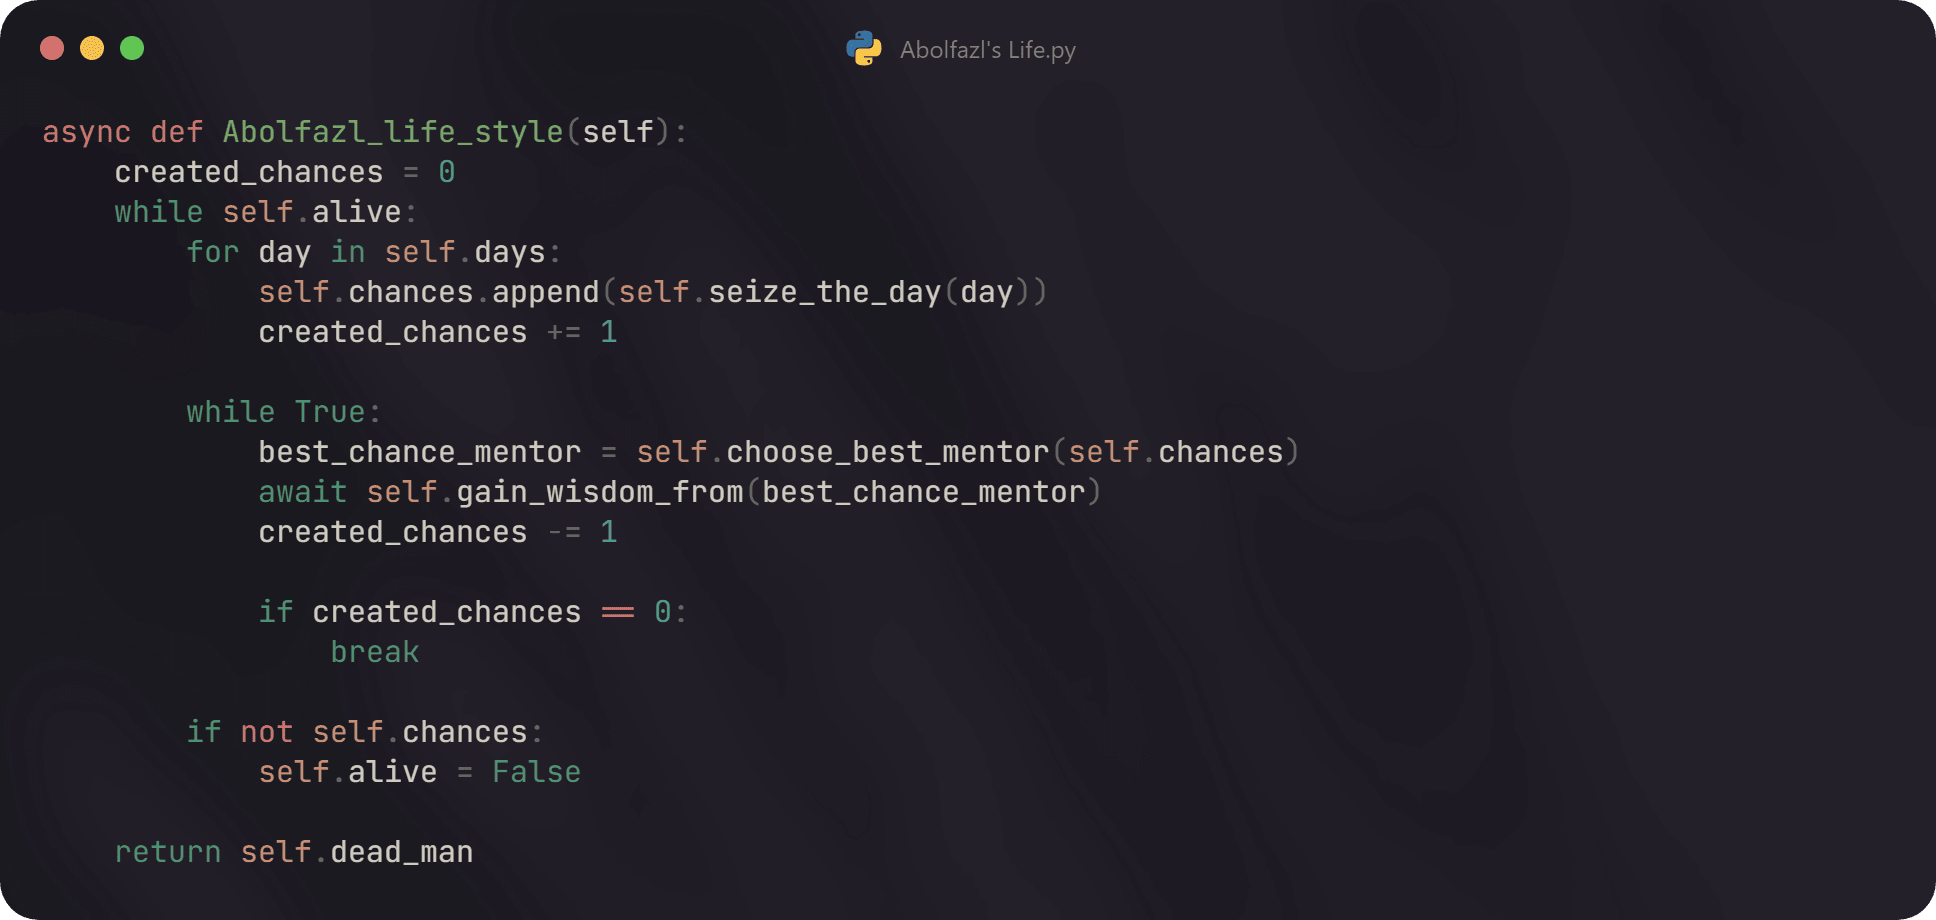 Abolfazl's Life.py
async def Abolfazl_life_style(self):
    created_chances = 0
    while self.alive:
        for day in self.days:
            self.chances.append(self.seize_the_day(day))
            created_chances += 1
        while True:
            best_chance_mentor = self.choose_best_mentor(self.chances)
            await self.gain_wisdom_from(best_chance_mentor)
            created_chances -= 1
            if created_chances == 0:
                break
        if not self.chances:
            self.alive = False
    return self.dead_man